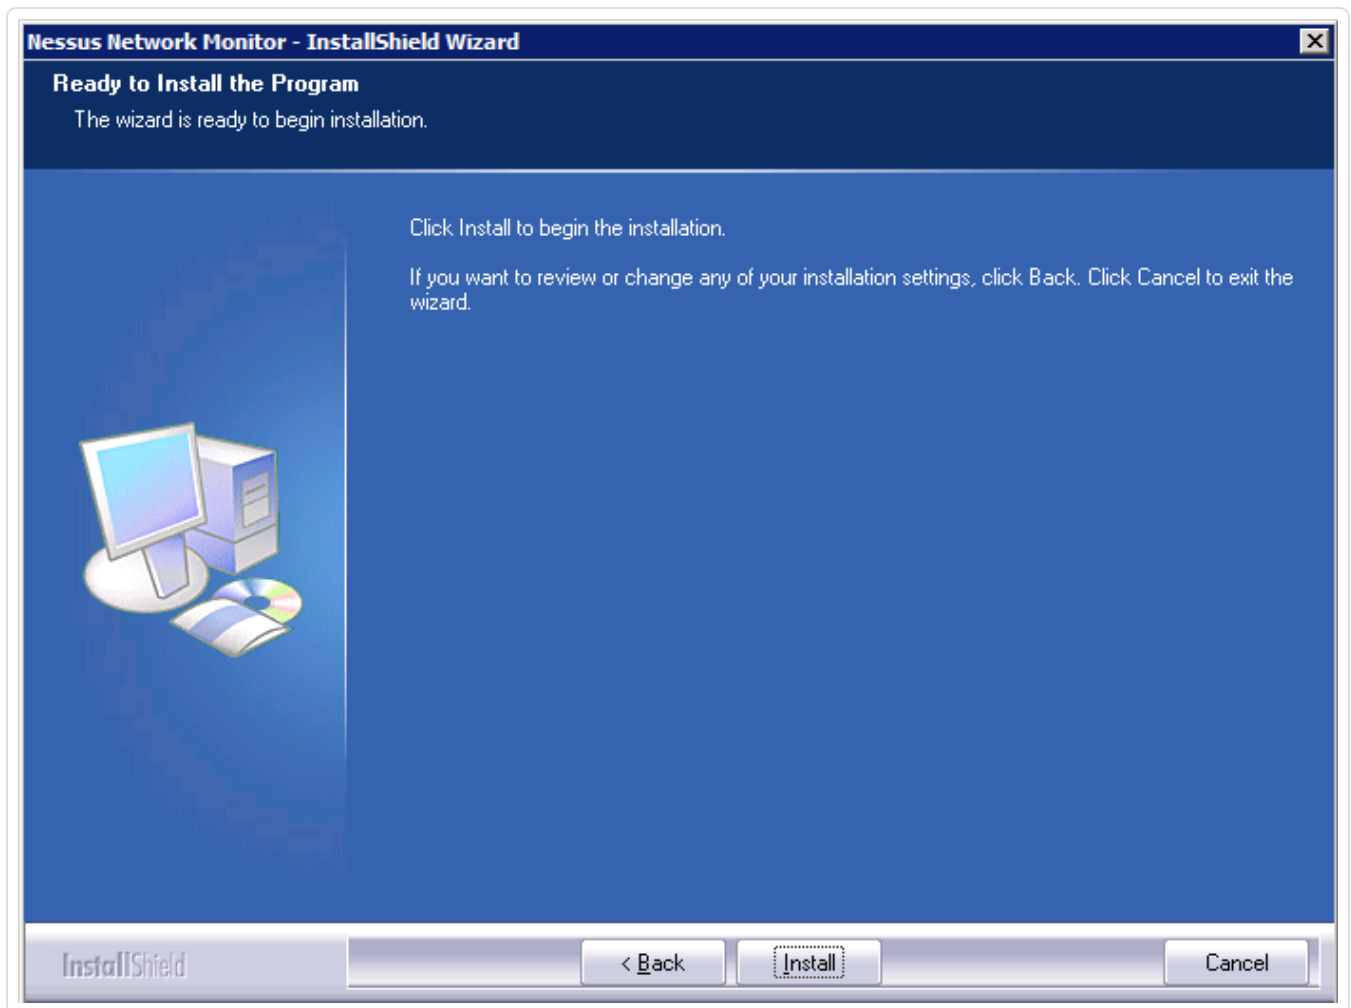 Nessus Network Monitor - InstallShield Wizard
Ready to Install the Program
The wizard is ready to begin installation.
Click Install to begin the installation.
If you want to review or change any of your installation settings, click Back. Click Cancel to exit the
wizard.
InstallShield
< Back
Install
Cancel